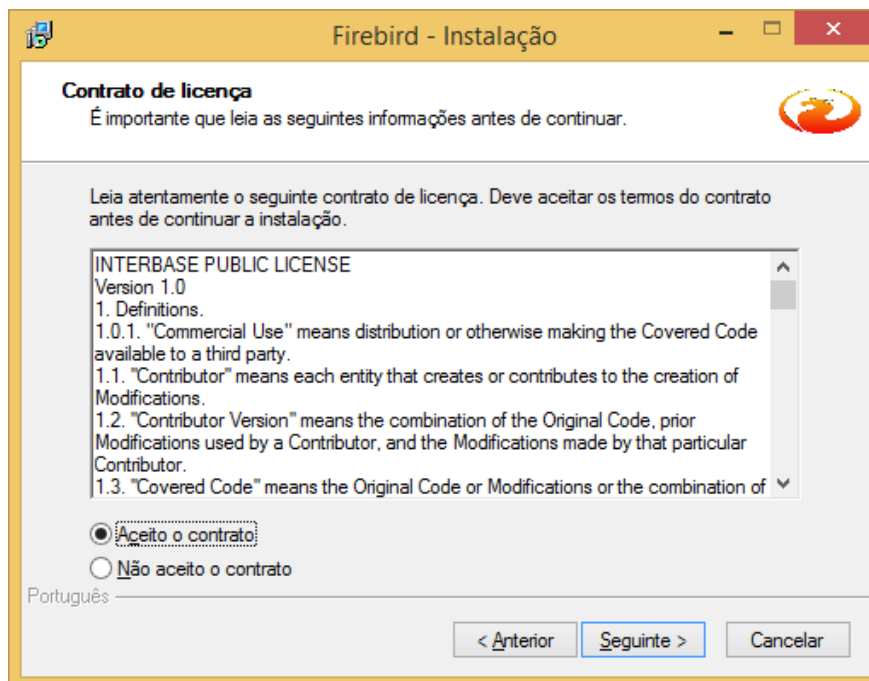 Firebird - Instalação
Contrato de licença
É importante que leia as seguintes informações antes de continuar.
Leia atentamente o seguinte contrato de licença. Deve aceitar os termos do contrato
antes de continuar a instalação.
INTERBASE PUBLIC LICENSE
Version 1.0
1. Definitions.
1.0.1. "Commercial Use" means distribution or otherwise making the Covered Code
available to a third party.
1.1. "Contributor" means each entity that creates or contributes to the creation of
Modifications.
1.2. "Contributor Version" means the combination of the Original Code, prior
Modifications used by a Contributor, and the Modifications made by that particular
Contributor.
1.3. "Covered Code" means the Original Code or Modifications or the combination of
Aceito o contrato
Não aceito o contrato
Português
< Anterior
Seguinte >
Cancelar